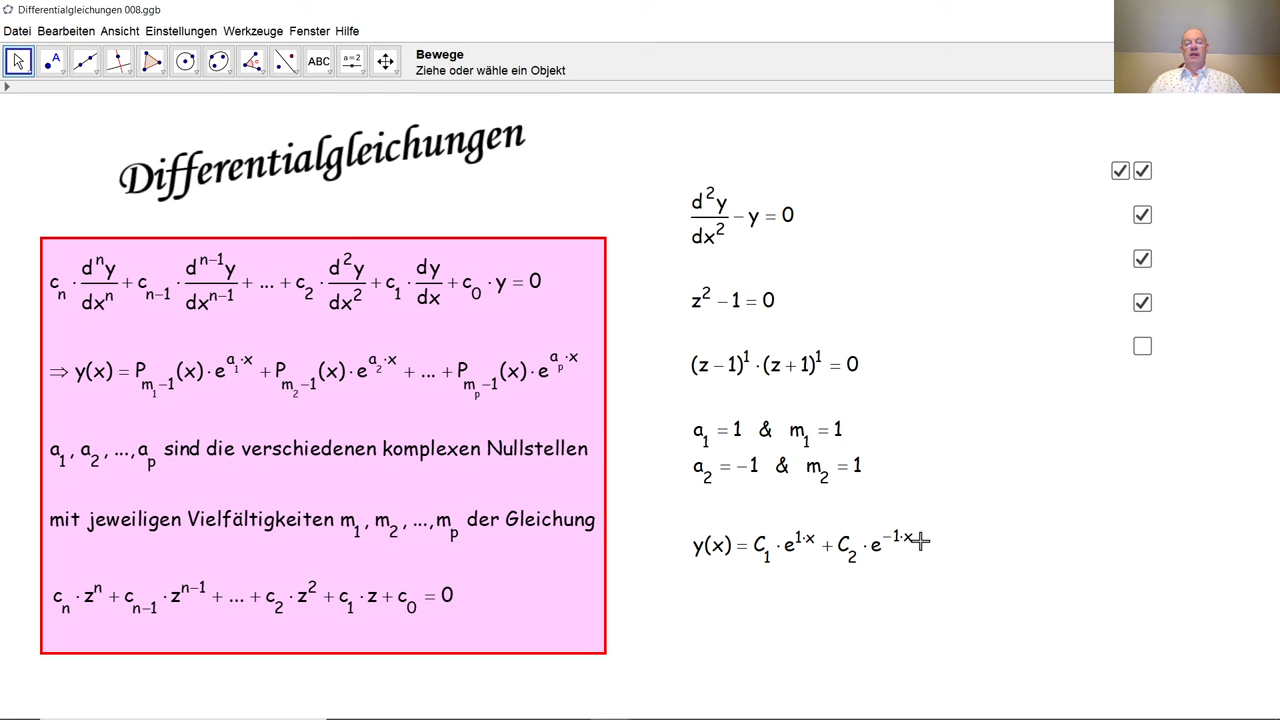 Differentialgleichungen 008.ggb
Datei Bearbeiten Ansicht Einstellungen Werkzeuge Fenster Hilfe
A ABC a=2
Bewege
Ziehe oder wähle ein Objekt
Differentialgleichungen
c_n · d^n y/dx^n + c_{n−1} · d^{n−1} y/dx^{n−1} + ... + c_2 · d^2 y/dx^2 + c_1 · dy/dx + c_0 · y = 0
⇒ y(x) = P_{m_1−1}(x) · e^{a_1·x} + P_{m_2−1}(x) · e^{a_2·x} + ... + P_{m_p−1}(x) · e^{a_p·x}
a_1, a_2, ..., a_p sind die verschiedenen komplexen Nullstellen
mit jeweiligen Vielfältigkeiten m_1, m_2, ..., m_p der Gleichung
c_n · z^n + c_{n−1} · z^{n−1} + ... + c_2 · z^2 + c_1 · z + c_0 = 0
d^2 y/dx^2 − y = 0
z^2 − 1 = 0
(z − 1)^1 · (z + 1)^1 = 0
a_1 = 1 & m_1 = 1
a_2 = −1 & m_2 = 1
y(x) = C_1 · e^{1·x} + C_2 · e^{−1·x}